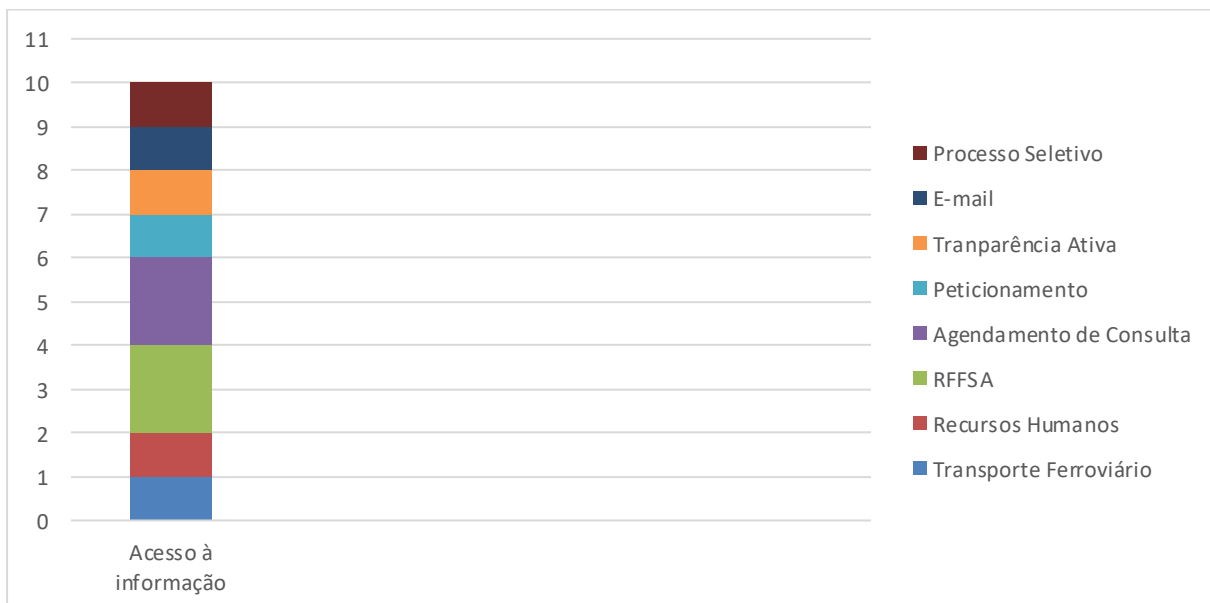 11
10
9
8
7
6
5
4
3
2
1
0
Acesso à
informação
Processo Seletivo
E-mail
Tranparência Ativa
Peticionamento
Agendamento de Consulta
RFFSA
Recursos Humanos
Transporte Ferroviário